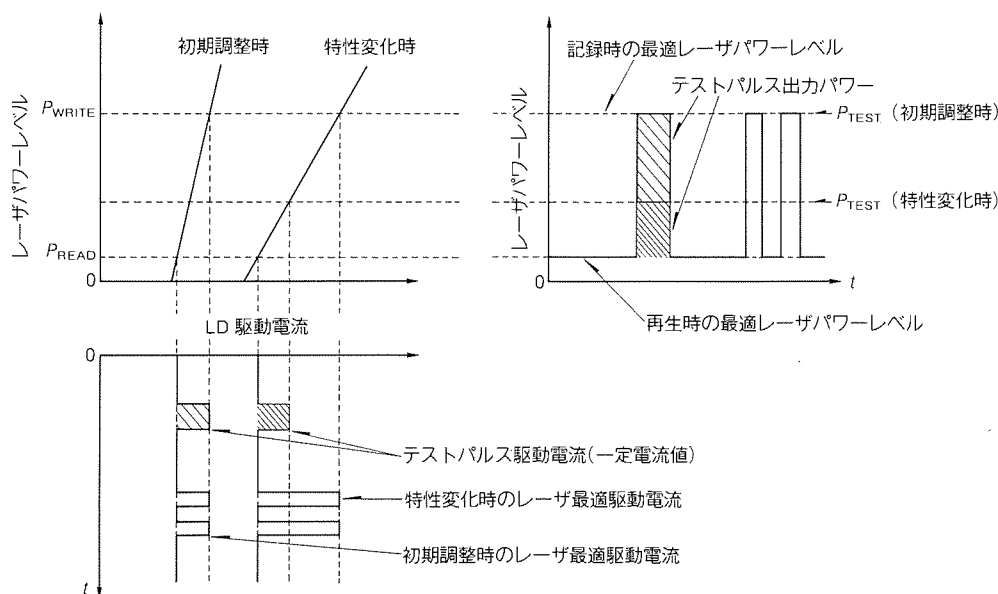 初期調整時
特性変化時
レーザパワーレベル
PWRITE
PREAD
0
LD 駆動電流
0
t
テストパルス駆動電流(一定電流値)
特性変化時のレーザ最適駆動電流
初期調整時のレーザ最適駆動電流
レーザパワーレベル
記録時の最適レーザパワーレベル
テストパルス出力パワー
PTEST (初期調整時)
PTEST (特性変化時)
0
t
再生時の最適レーザパワーレベル